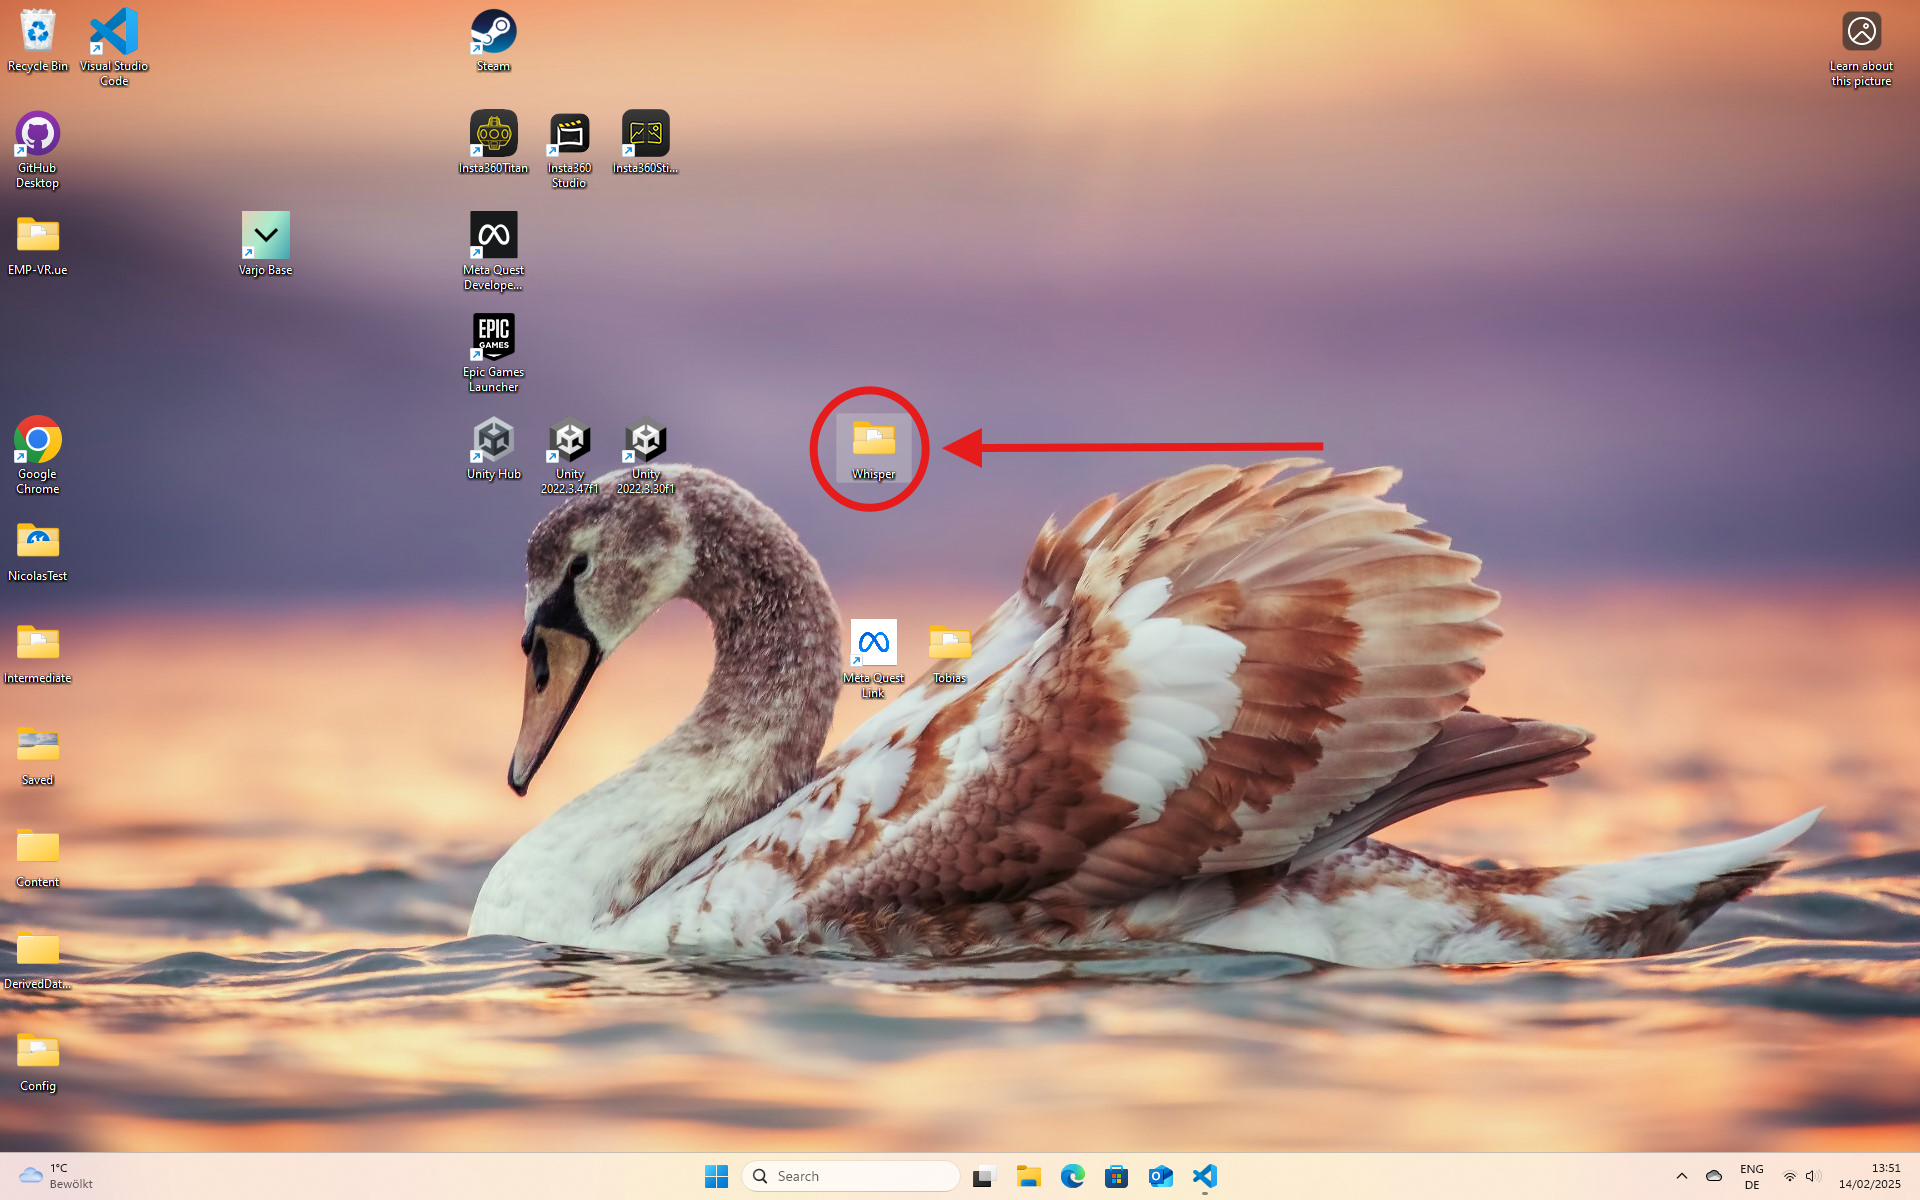 Recycle Bin
Visual Studio
Code
Steam
Learn about
this picture
GitHub
Desktop
Insta360Titan
Insta360
Studio
Insta360Sti...
EMP-VR.ue
Varjo Base
Meta Quest
Develope...
EPIC
GAMES
Epic Games
Launcher
Google
Chrome
Unity Hub
Unity
2022.3.47f1
Unity
2022.3.30f1
Whisper
NicolasTest
Intermediate
Meta Quest
Link
Tobias
Saved
Content
DerivedDat...
Config
1°C
Bewölkt
Search
ENG
DE
13:51
14/02/2025